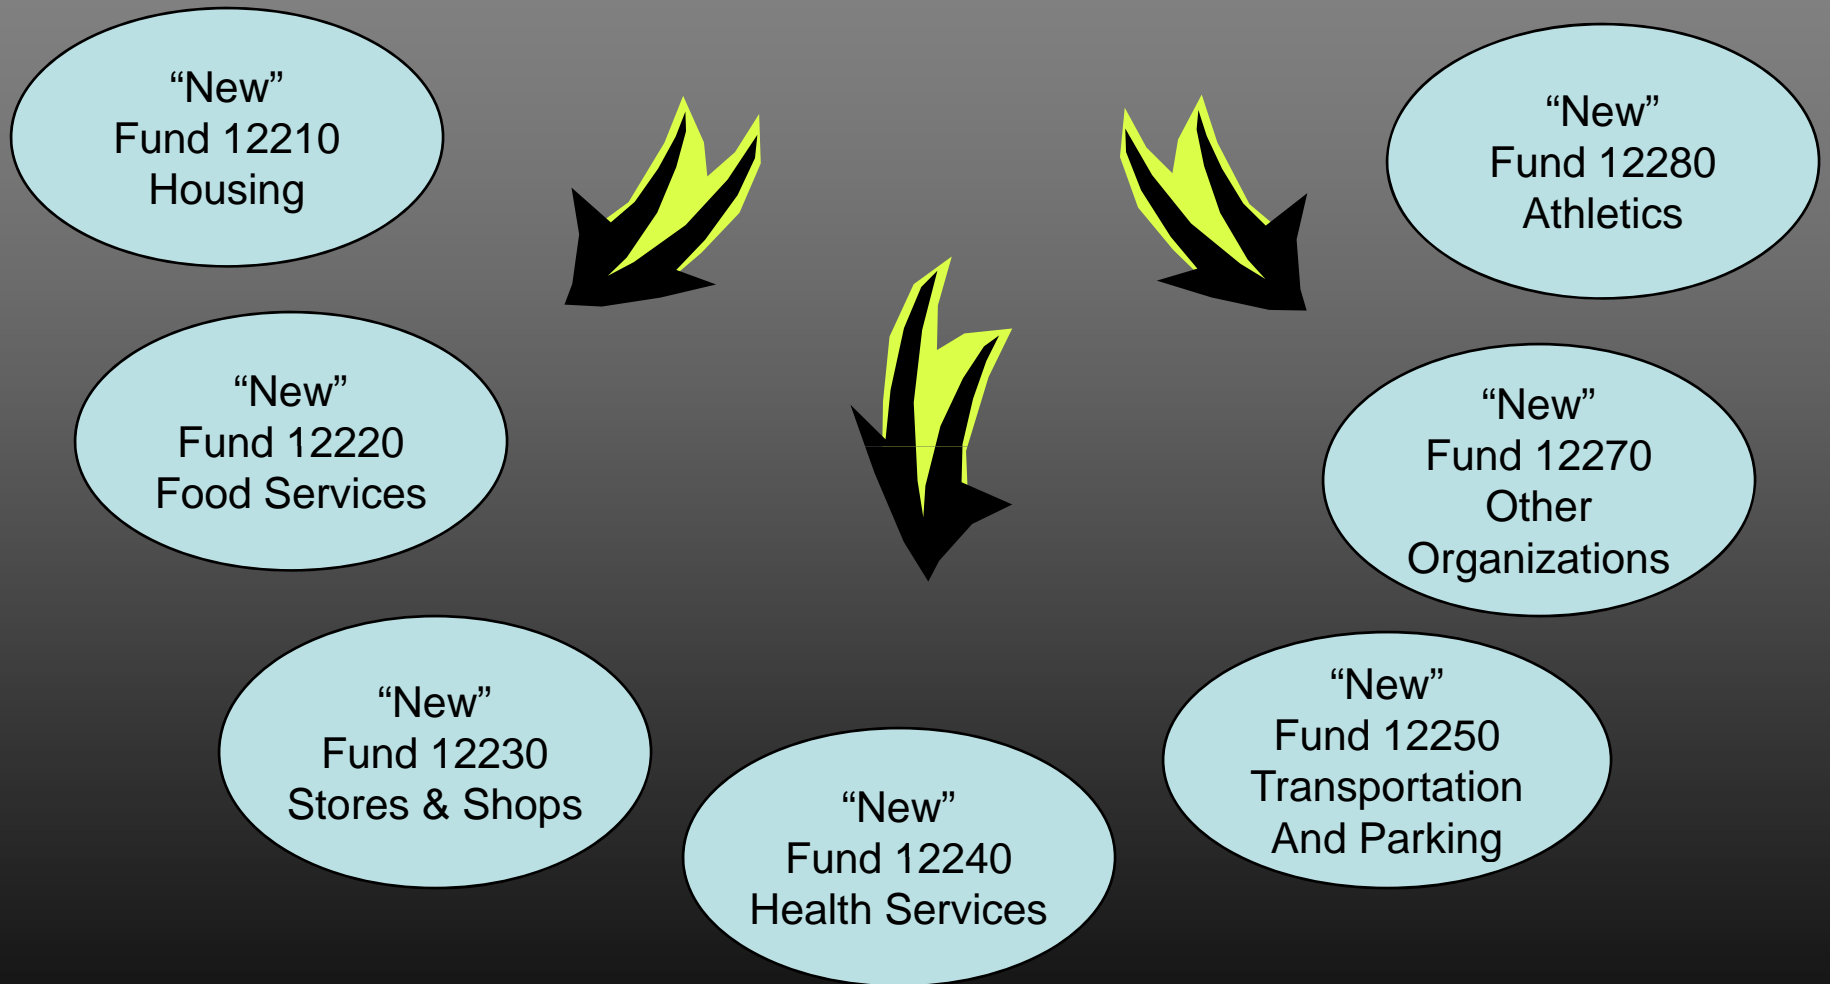 “New”
Fund 12210
Housing
“New”
Fund 12220
Food Services
“New”
Fund 12230
Stores & Shops
“New”
Fund 12240
Health Services
“New”
Fund 12250
Transportation
And Parking
“New”
Fund 12270
Other
Organizations
“New”
Fund 12280
Athletics